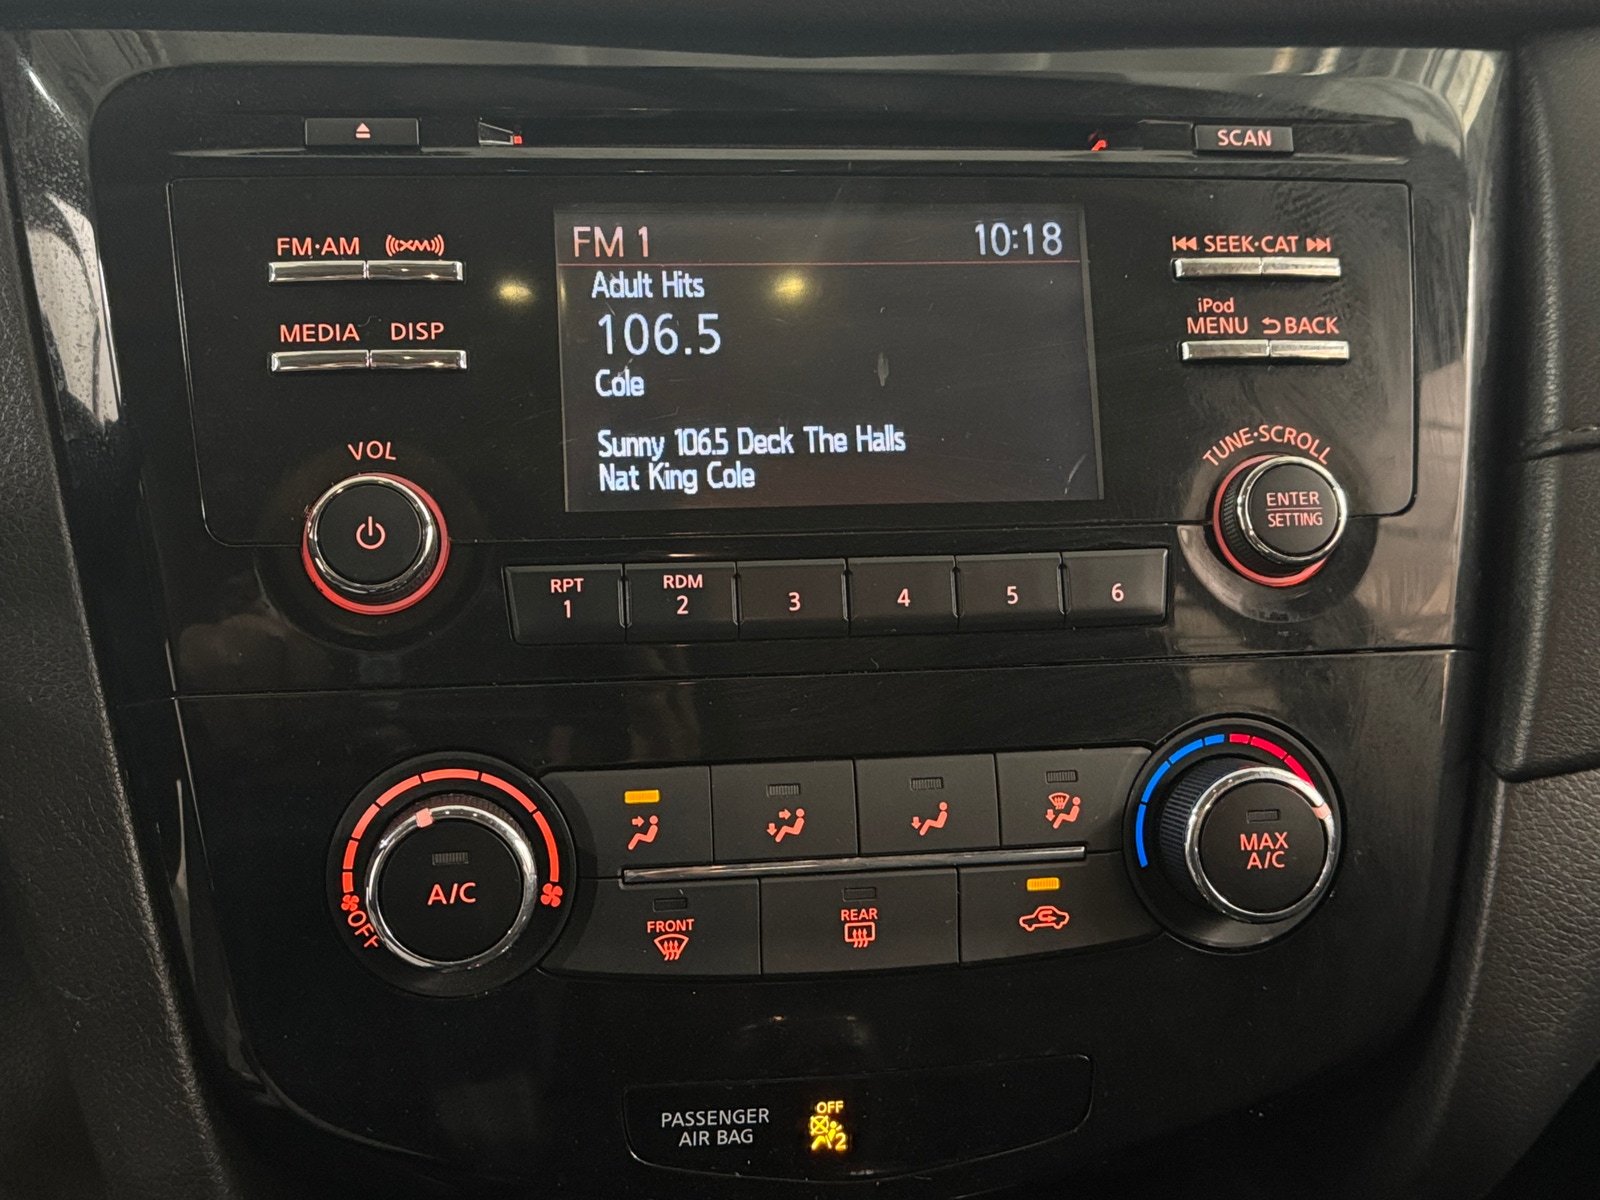 SCAN
FM·AM XM
FM 1 10:18
SEEK·CAT
Adult Hits
106.5
Cole
Sunny 106.5 Deck The Halls
Nat King Cole
MEDIA DISP
iPod
MENU BACK
VOL
TUNE·SCROLL
ENTER
SETTING
RPT RDM
1 2 3 4 5 6
A/C
OFF
MAX
A/C
FRONT
REAR
PASSENGER
AIR BAG
OFF
2